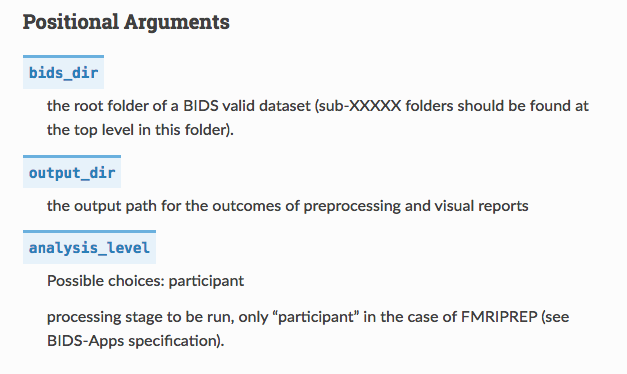 Positional Arguments
bids_dir
the root folder of a BIDS valid dataset (sub-XXXXX folders should be found at
the top level in this folder).
output_dir
the output path for the outcomes of preprocessing and visual reports
analysis_level
Possible choices: participant
processing stage to be run, only “participant” in the case of FMRIPREP (see
BIDS-Apps specification).